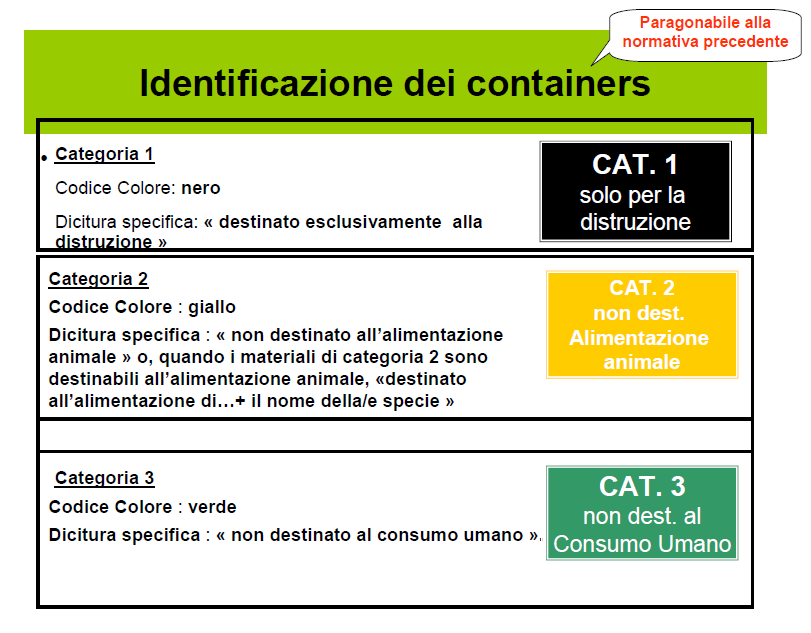 Paragonabile alla
normativa precedente
Identificazione dei containers
• Categoria 1
Codice Colore: nero
Dicitura specifica: « destinato esclusivamente alla
distruzione »
CAT. 1
solo per la
distruzione
Categoria 2
Codice Colore : giallo
Dicitura specifica : « non destinato all’alimentazione
animale » o, quando i materiali di categoria 2 sono
destinabili all’alimentazione animale, «destinato
all’alimentazione di…+ il nome della/e specie »
CAT. 2
non dest.
Alimentazione
animale
Categoria 3
Codice Colore : verde
Dicitura specifica : « non destinato al consumo umano ».
CAT. 3
non dest. al
Consumo Umano